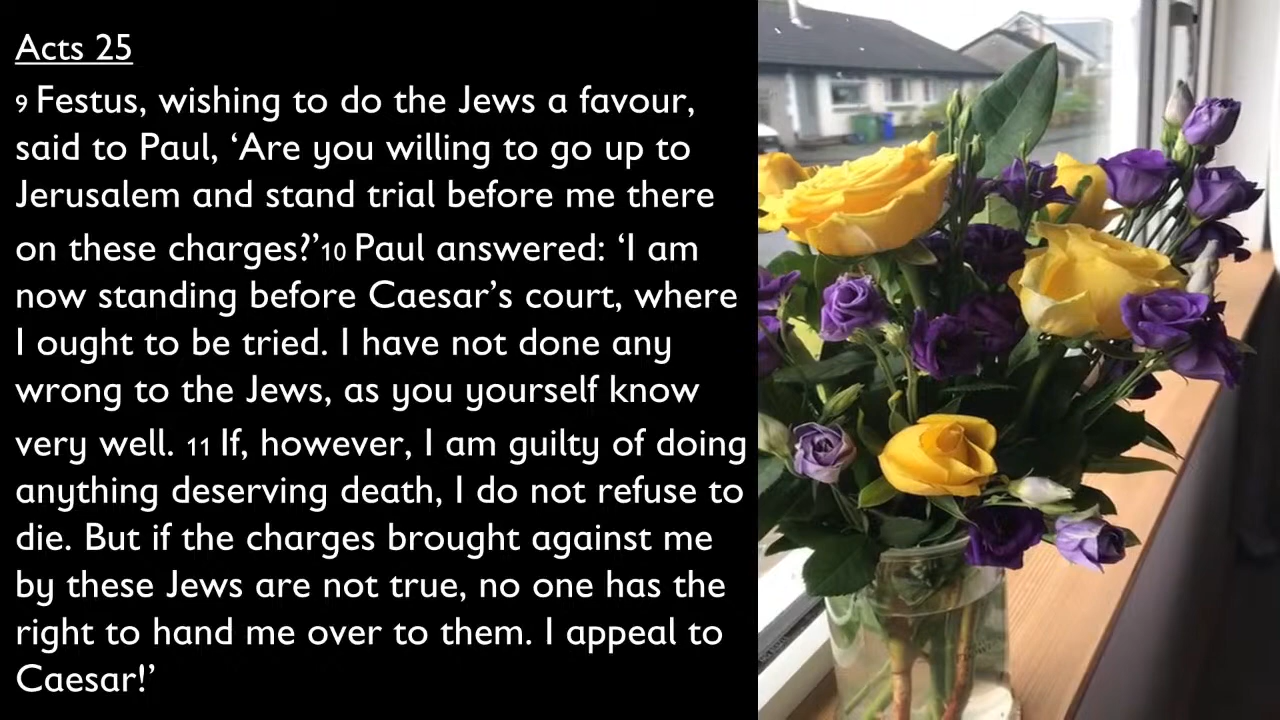 Acts 25
9 Festus, wishing to do the Jews a favour,
said to Paul, ‘Are you willing to go up to
Jerusalem and stand trial before me there
on these charges?’10 Paul answered: ‘I am
now standing before Caesar’s court, where
I ought to be tried. I have not done any
wrong to the Jews, as you yourself know
very well. 11 If, however, I am guilty of doing
anything deserving death, I do not refuse to
die. But if the charges brought against me
by these Jews are not true, no one has the
right to hand me over to them. I appeal to
Caesar!’